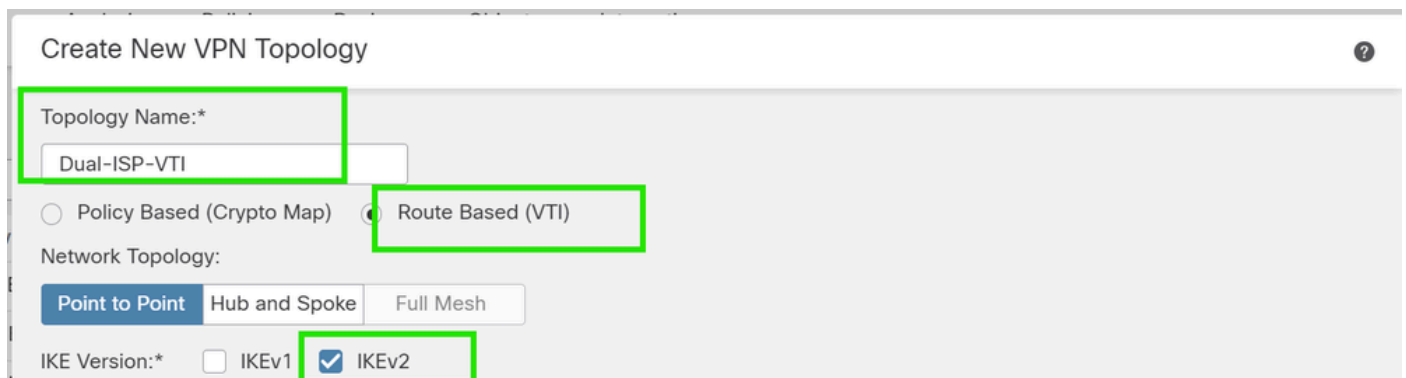 Create New VPN Topology
Topology Name:*
Dual-ISP-VTI
Policy Based (Crypto Map) Route Based (VTI)
Network Topology:
Point to Point Hub and Spoke Full Mesh
IKE Version:* IKEv1 IKEv2